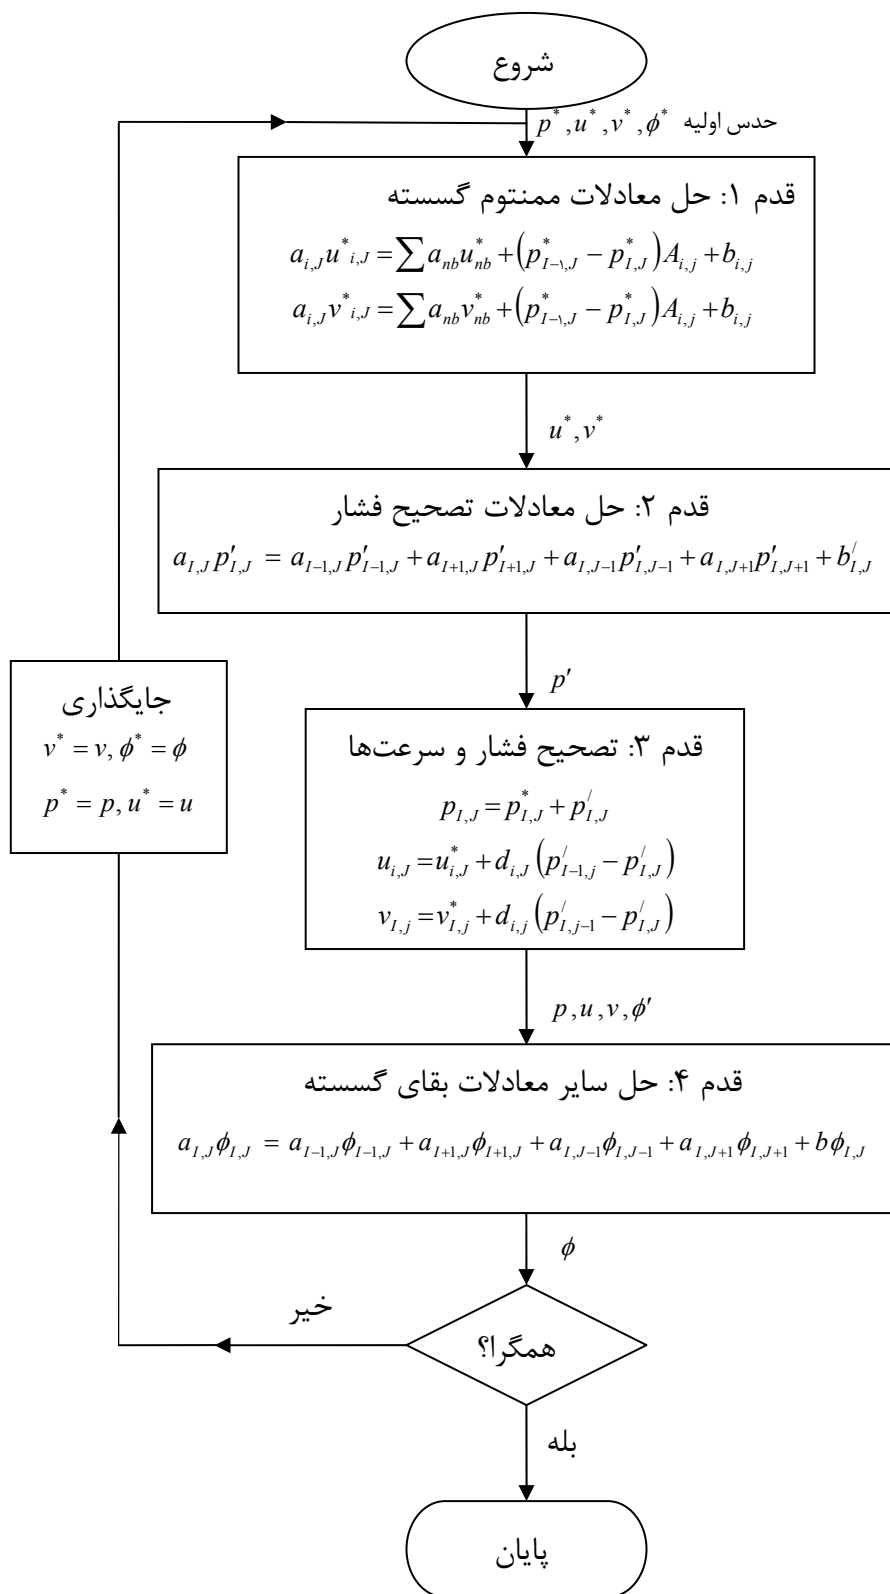 شروع
حدس اولیه p^*, u^*, v^*, ϕ^*
قدم ۱: حل معادلات ممنتوم گسسته
a_{i,J} u^*_{i,J} = ∑ a_{nb} u^*_{nb} + (p^*_{I-۱,J} − p^*_{I,J}) A_{i,j} + b_{i,j}
a_{i,J} v^*_{i,J} = ∑ a_{nb} v^*_{nb} + (p^*_{I-۱,J} − p^*_{I,J}) A_{i,j} + b_{i,j}
u^*, v^*
قدم ۲: حل معادلات تصحیح فشار
a_{I,J} p′_{I,J} = a_{I−1,J} p′_{I−1,J} + a_{I+1,J} p′_{I+1,J} + a_{I,J−1} p′_{I,J−1} + a_{I,J+1} p′_{I,J+1} + b^/_{I,J}
p′
قدم ۳: تصحیح فشار و سرعت‌ها
p_{I,J} = p^*_{I,J} + p^/_{I,J}
u_{i,J} = u^*_{i,J} + d_{i,J} (p^/_{I−1,j} − p^/_{I,J})
v_{I,j} = v^*_{I,j} + d_{i,j} (p^/_{I,j−1} − p^/_{I,J})
p, u, v, ϕ′
قدم ۴: حل سایر معادلات بقای گسسته
a_{I,J} ϕ_{I,J} = a_{I−1,J} ϕ_{I−1,J} + a_{I+1,J} ϕ_{I+1,J} + a_{I,J−1} ϕ_{I,J−1} + a_{I,J+1} ϕ_{I,J+1} + bϕ_{I,J}
ϕ
همگرا؟
خیر
جایگذاری
v^* = v, ϕ^* = ϕ
p^* = p, u^* = u
بله
پایان